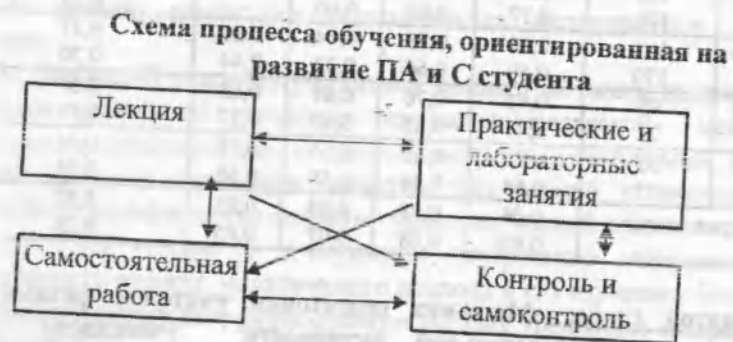 Схема процесса обучения, ориентированная на
развитие ПА и С студента
Лекция
Практические и
лабораторные
занятия
Самостоятельная
работа
Контроль и
самоконтроль